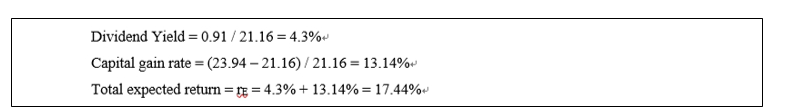 Dividend Yield = 0.91 / 21.16 = 4.3%↵
Capital gain rate = (23.94 – 21.16) / 21.16 = 13.14%↵
Total expected return = rE = 4.3% + 13.14% = 17.44%↵